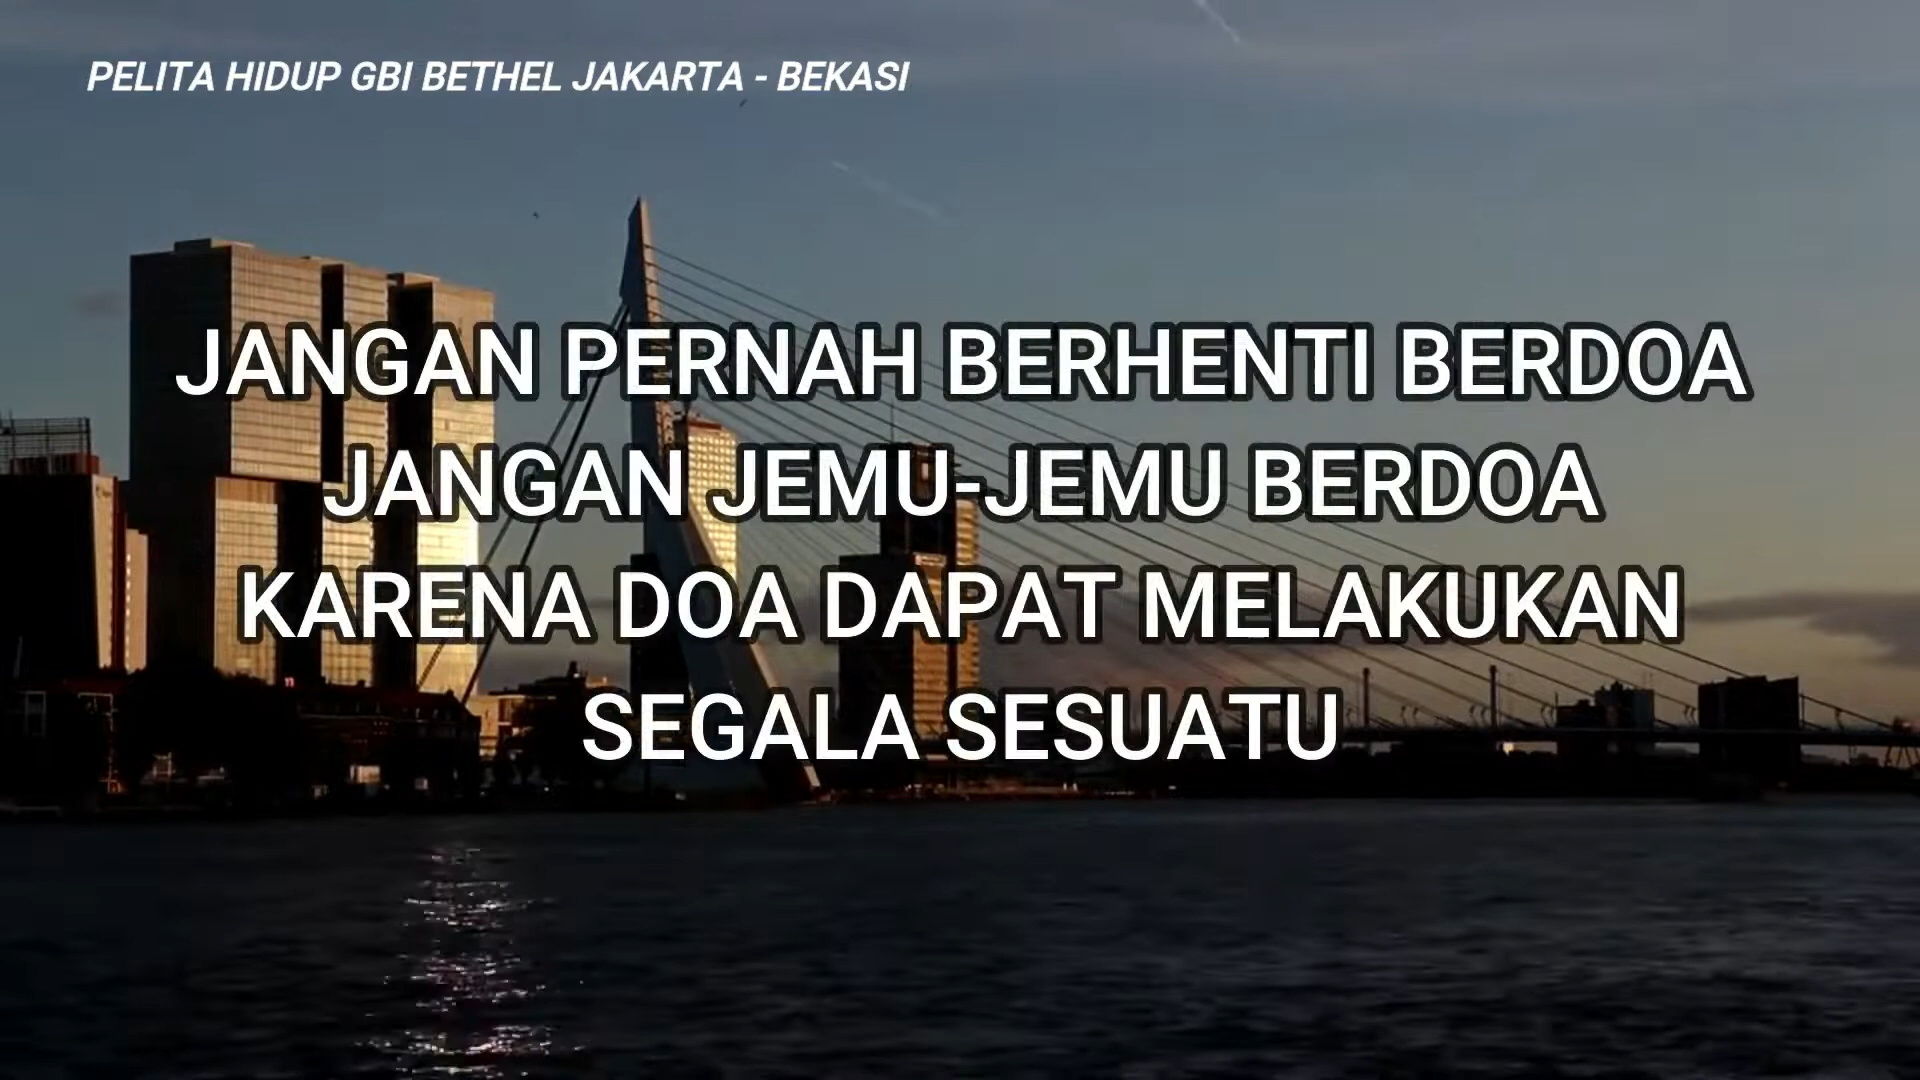 PELITA HIDUP GBI BETHEL JAKARTA - BEKASI
JANGAN PERNAH BERHENTI BERDOA
JANGAN JEMU-JEMU BERDOA
KARENA DOA DAPAT MELAKUKAN
SEGALA SESUATU